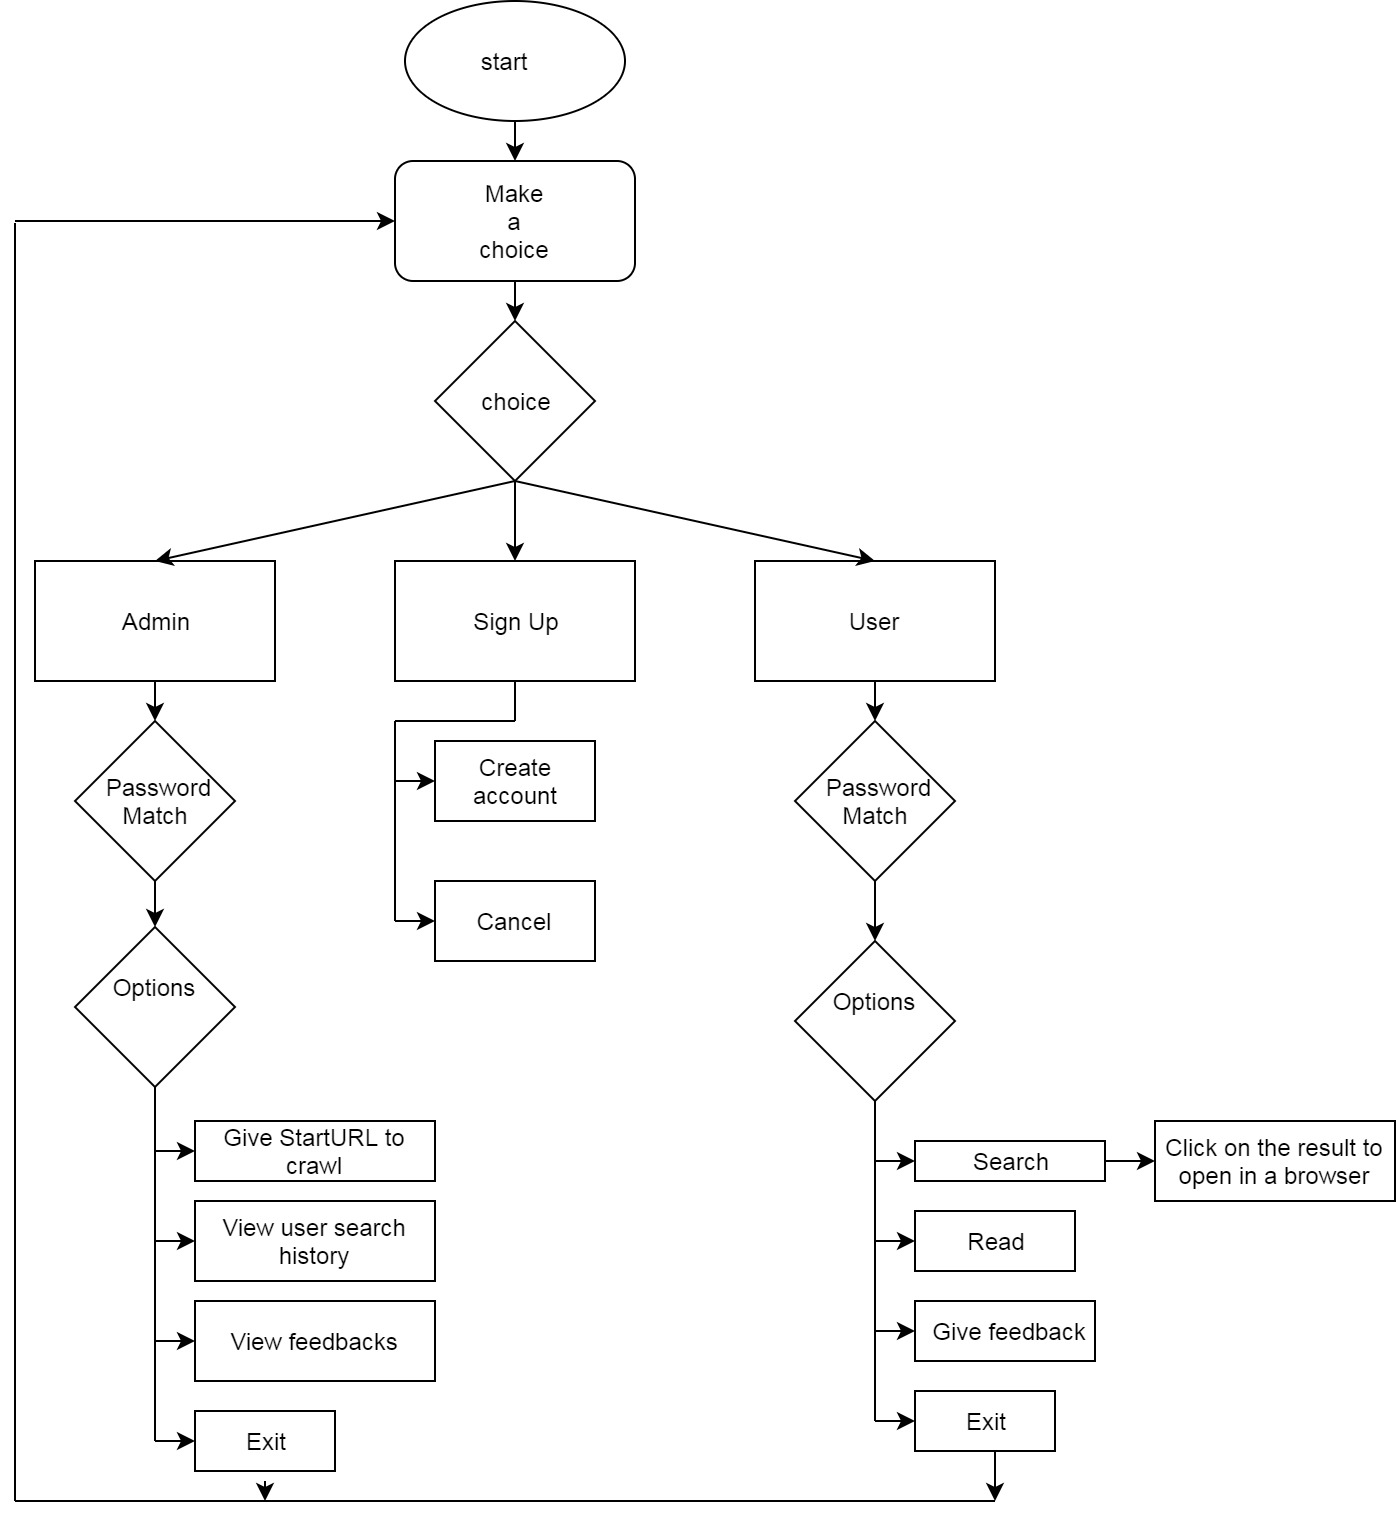 start
Make
a
choice
choice
Admin
Sign Up
User
Password
Match
Create
account
Password
Match
Cancel
Options
Options
Give StartURL to
crawl
Search
Click on the result to
open in a browser
View user search
history
Read
View feedbacks
Give feedback
Exit
Exit